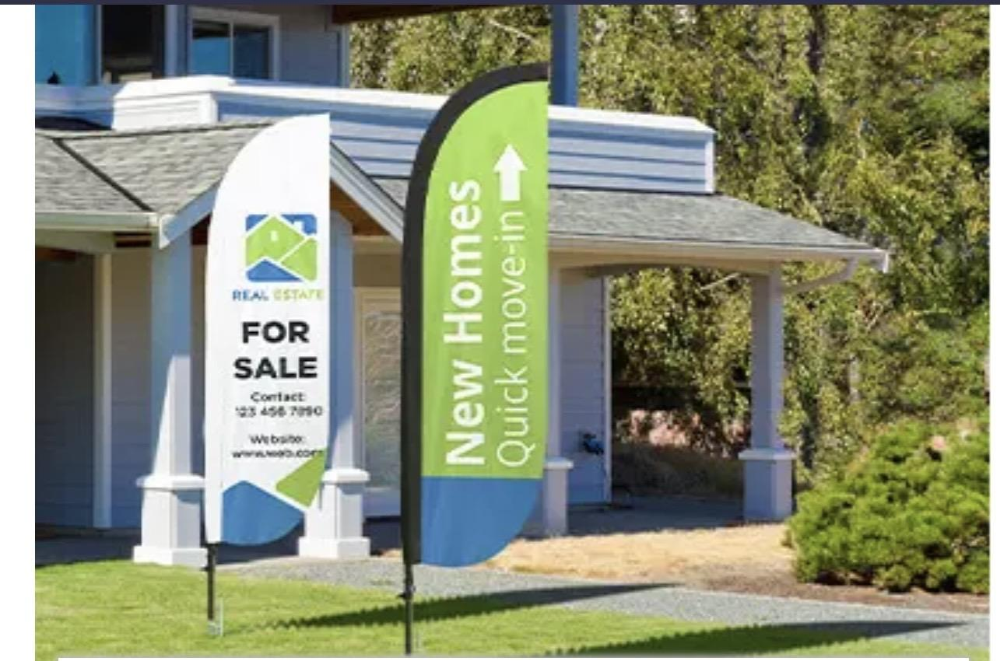 REAL ESTATE
FOR
SALE
Contact:
123 456 7890
Website:
www.web.com
New Homes
Quick move-in